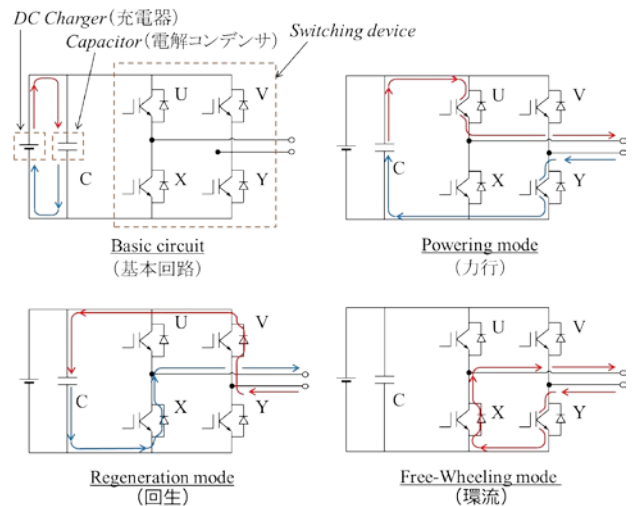 DC Charger(充電器)
Capacitor(電解コンデンサ)
Switching device
U
V
C
X
Y
Basic circuit
(基本回路)
U
V
C
X
Y
Powering mode
(力行)
U
V
C
X
Y
Regeneration mode
(回生)
U
V
C
X
Y
Free-Wheeling mode
(環流)